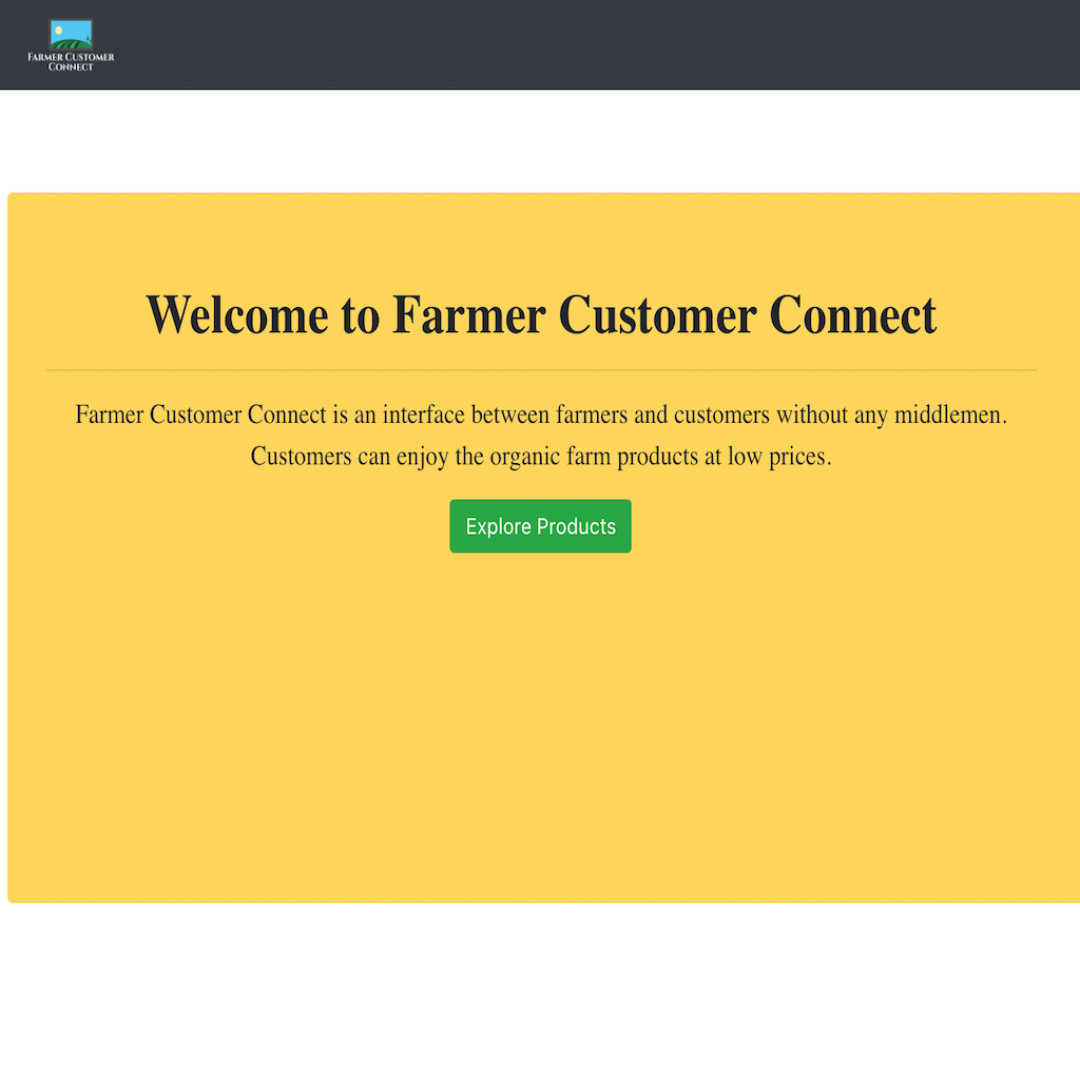 FARMER CUSTOMER
CONNECT
Welcome to Farmer Customer Connect
Farmer Customer Connect is an interface between farmers and customers without any middlemen.
Customers can enjoy the organic farm products at low prices.
Explore Products